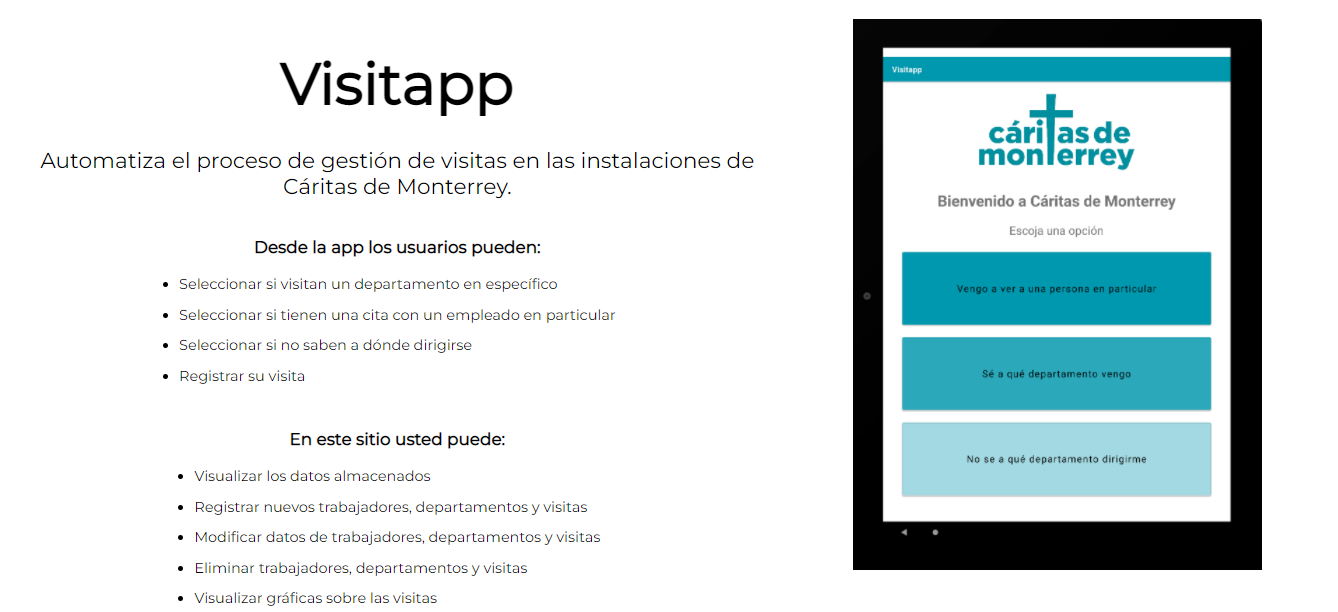 Visitapp
Automatiza el proceso de gestión de visitas en las instalaciones de
Cáritas de Monterrey.
Desde la app los usuarios pueden:
• Seleccionar si visitan un departamento en específico
• Seleccionar si tienen una cita con un empleado en particular
• Seleccionar si no saben a dónde dirigirse
• Registrar su visita
En este sitio usted puede:
• Visualizar los datos almacenados
• Registrar nuevos trabajadores, departamentos y visitas
• Modificar datos de trabajadores, departamentos y visitas
• Eliminar trabajadores, departamentos y visitas
• Visualizar gráficas sobre las visitas
Visitapp
cáritas de
monterrey
Bienvenido a Cáritas de Monterrey
Escoja una opción
Vengo a ver a una persona en particular
Sé a qué departamento vengo
No se a qué departamento dirigirme